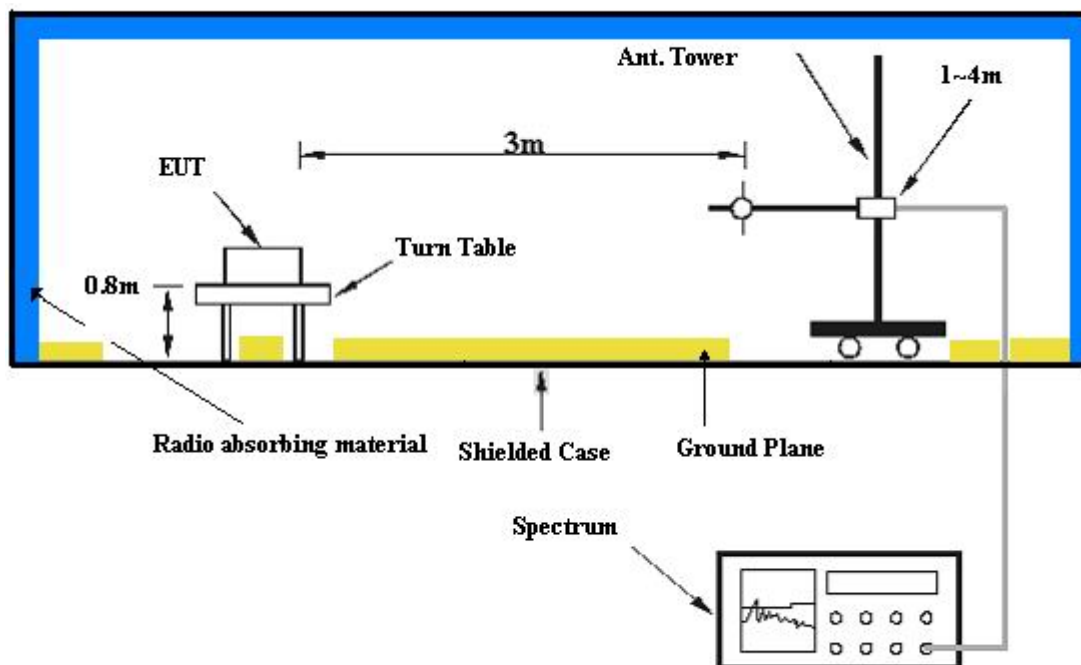 Ant. Tower
1~4m
3m
EUT
Turn Table
0.8m
Radio absorbing material
Shielded Case
Ground Plane
Spectrum